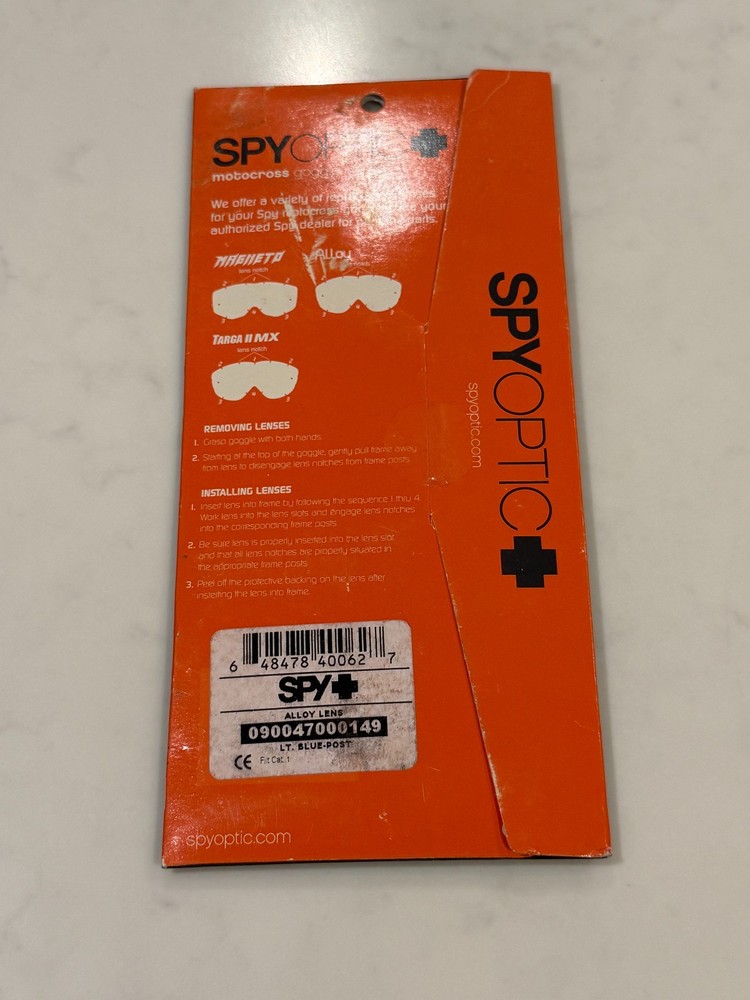 SPYOPTIC
motocross
We offer a variety of
for your Spy motocross your
authorized Spy dealer for parts.
MAGNETO
lens notch
Alloy
TARGA II MX
lens notch
REMOVING LENSES
1. Grasp goggle with both hands.
2. Starting at the top of the goggle, gently pull frame away
from lens to disengage lens notches from frame posts.
INSTALLING LENSES
1. Insert lens into frame by following the sequence 1 thru 4.
Work lens into the lens slots and engage lens notches
into the corresponding frame posts.
2. Be sure lens is properly inserted into the lens slot
and that all lens notches are properly situated in
the appropriate frame posts.
3. Peel off the protective backing on the lens after
installing the lens into frame.
6 48478 40062 7
SPY
ALLOY LENS
090047000149
LT. BLUE-POST
CE Flt Cat. 1
spyoptic.com
SPYOPTIC
spyoptic.com